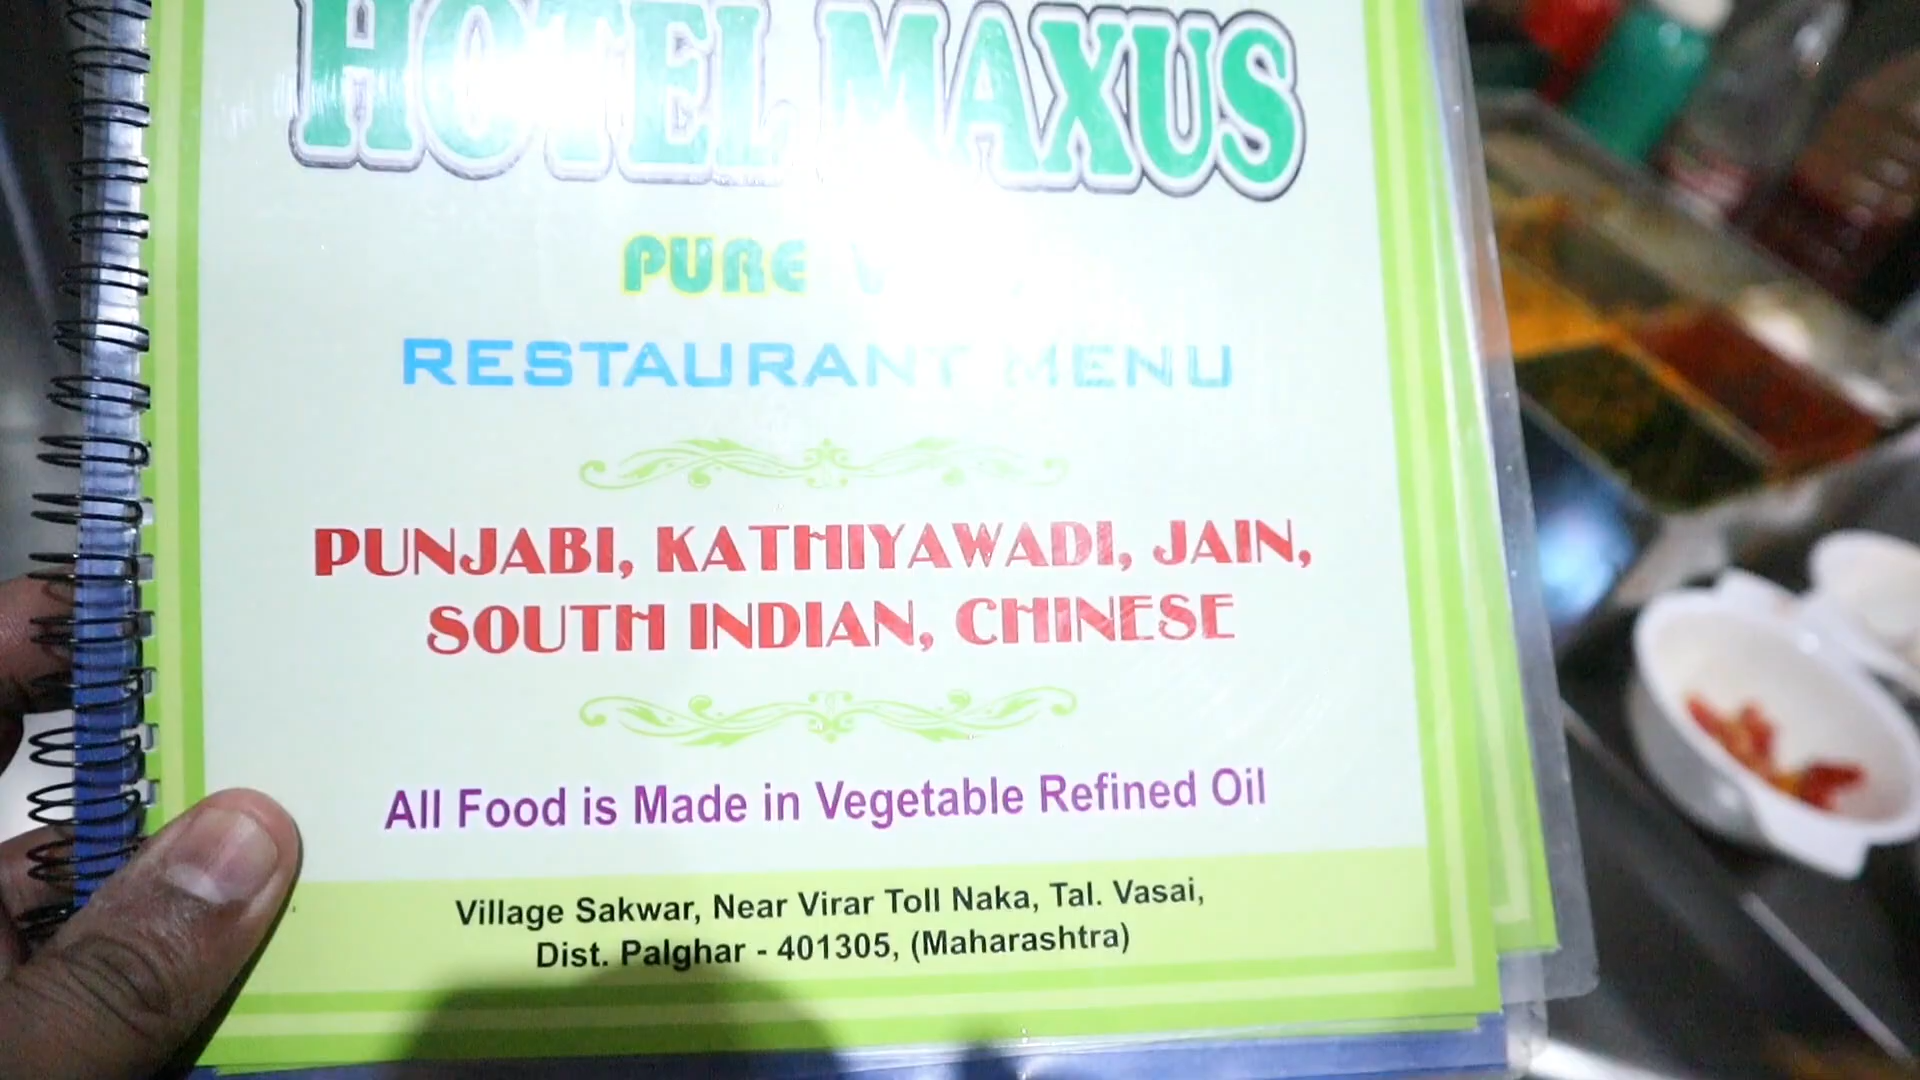 HOTEL MAXUS
PURE
RESTAURANT MENU
PUNJABI, KATHIYAWADI, JAIN,
SOUTH INDIAN, CHINESE
All Food is Made in Vegetable Refined Oil
Village Sakwar, Near Virar Toll Naka, Tal. Vasai,
Dist. Palghar - 401305, (Maharashtra)